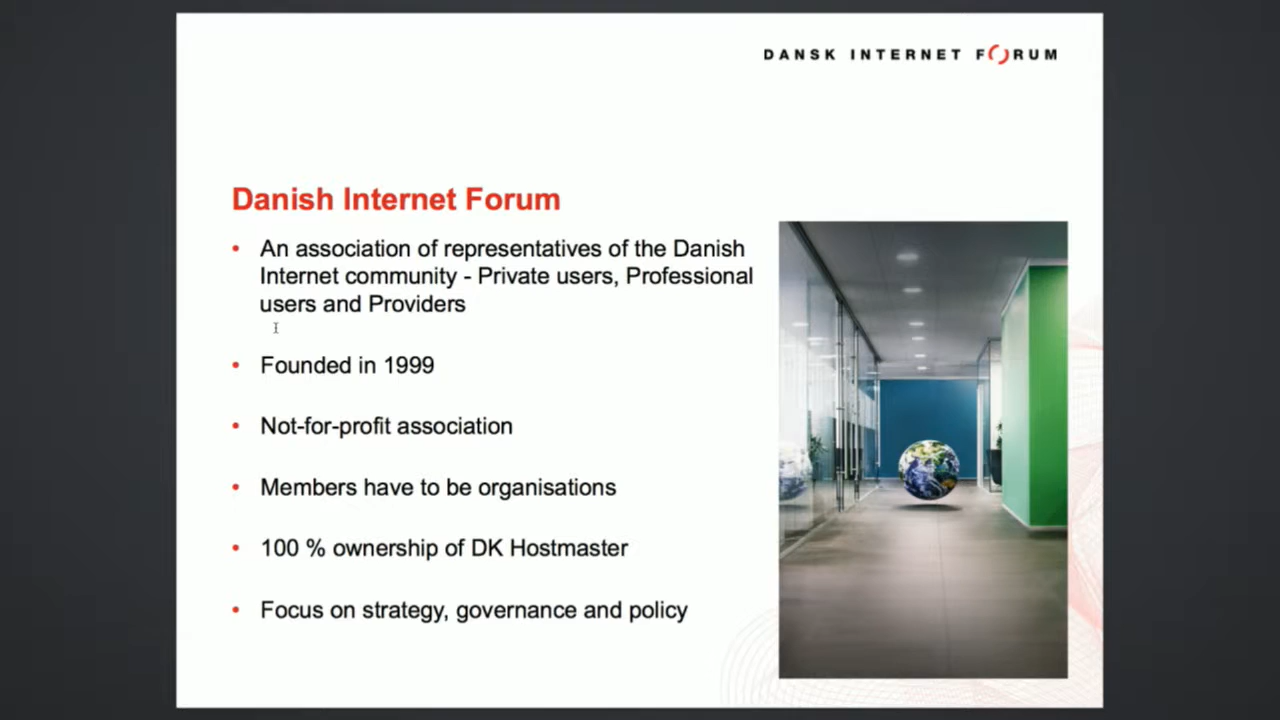 DANSK INTERNET FORUM
Danish Internet Forum
• An association of representatives of the Danish
Internet community - Private users, Professional
users and Providers
• Founded in 1999
• Not-for-profit association
• Members have to be organisations
• 100 % ownership of DK Hostmaster
• Focus on strategy, governance and policy